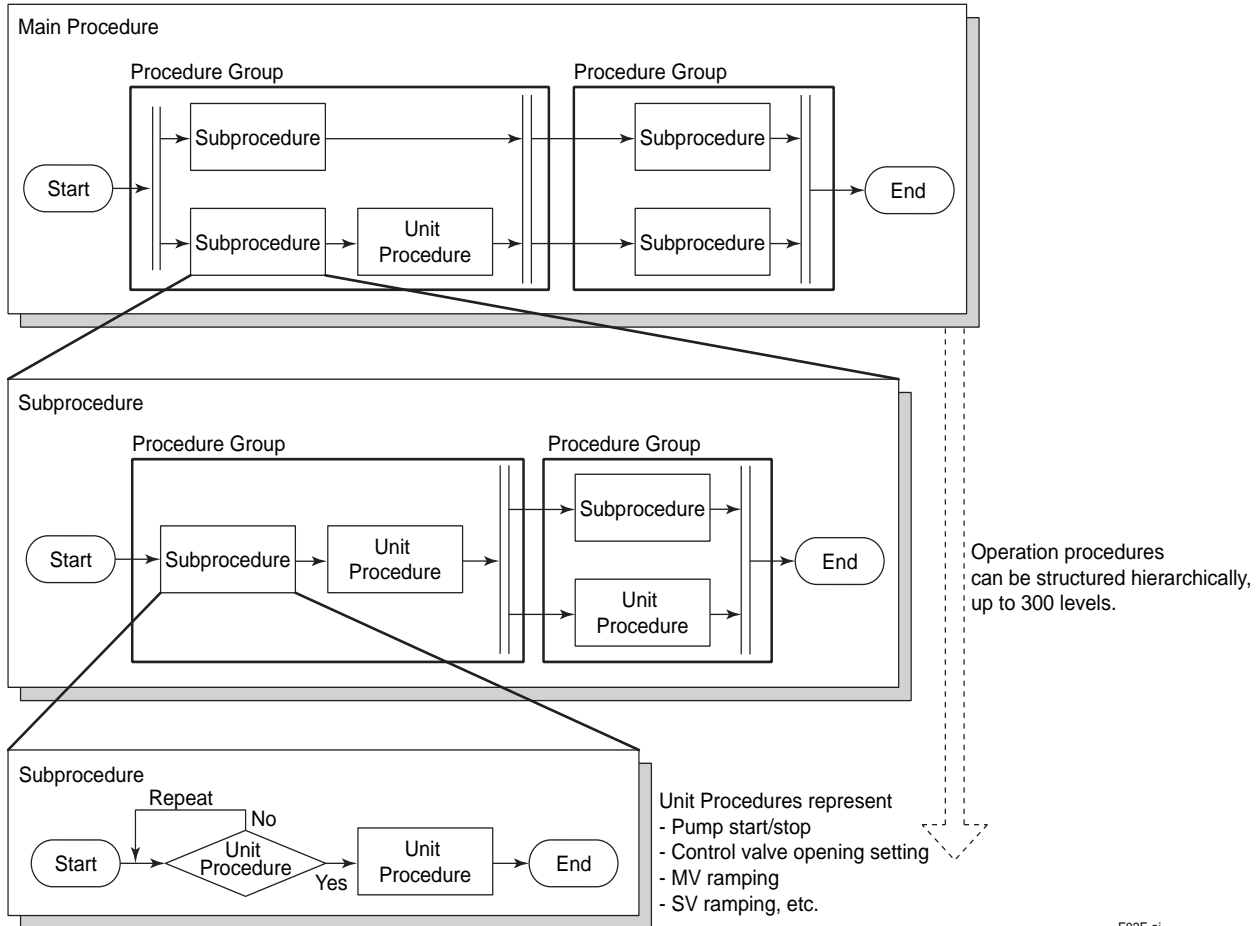 Main Procedure
Procedure Group
Procedure Group
Subprocedure
Subprocedure
Start
End
Subprocedure
Unit
Procedure
Subprocedure
Subprocedure
Procedure Group
Procedure Group
Subprocedure
Start
Subprocedure
Unit
Procedure
End
Unit
Procedure
Operation procedures
can be structured hierarchically,
up to 300 levels.
Subprocedure
Repeat
No
Start
Unit
Procedure
Yes
Unit
Procedure
End
Unit Procedures represent
- Pump start/stop
- Control valve opening setting
- MV ramping
- SV ramping, etc.